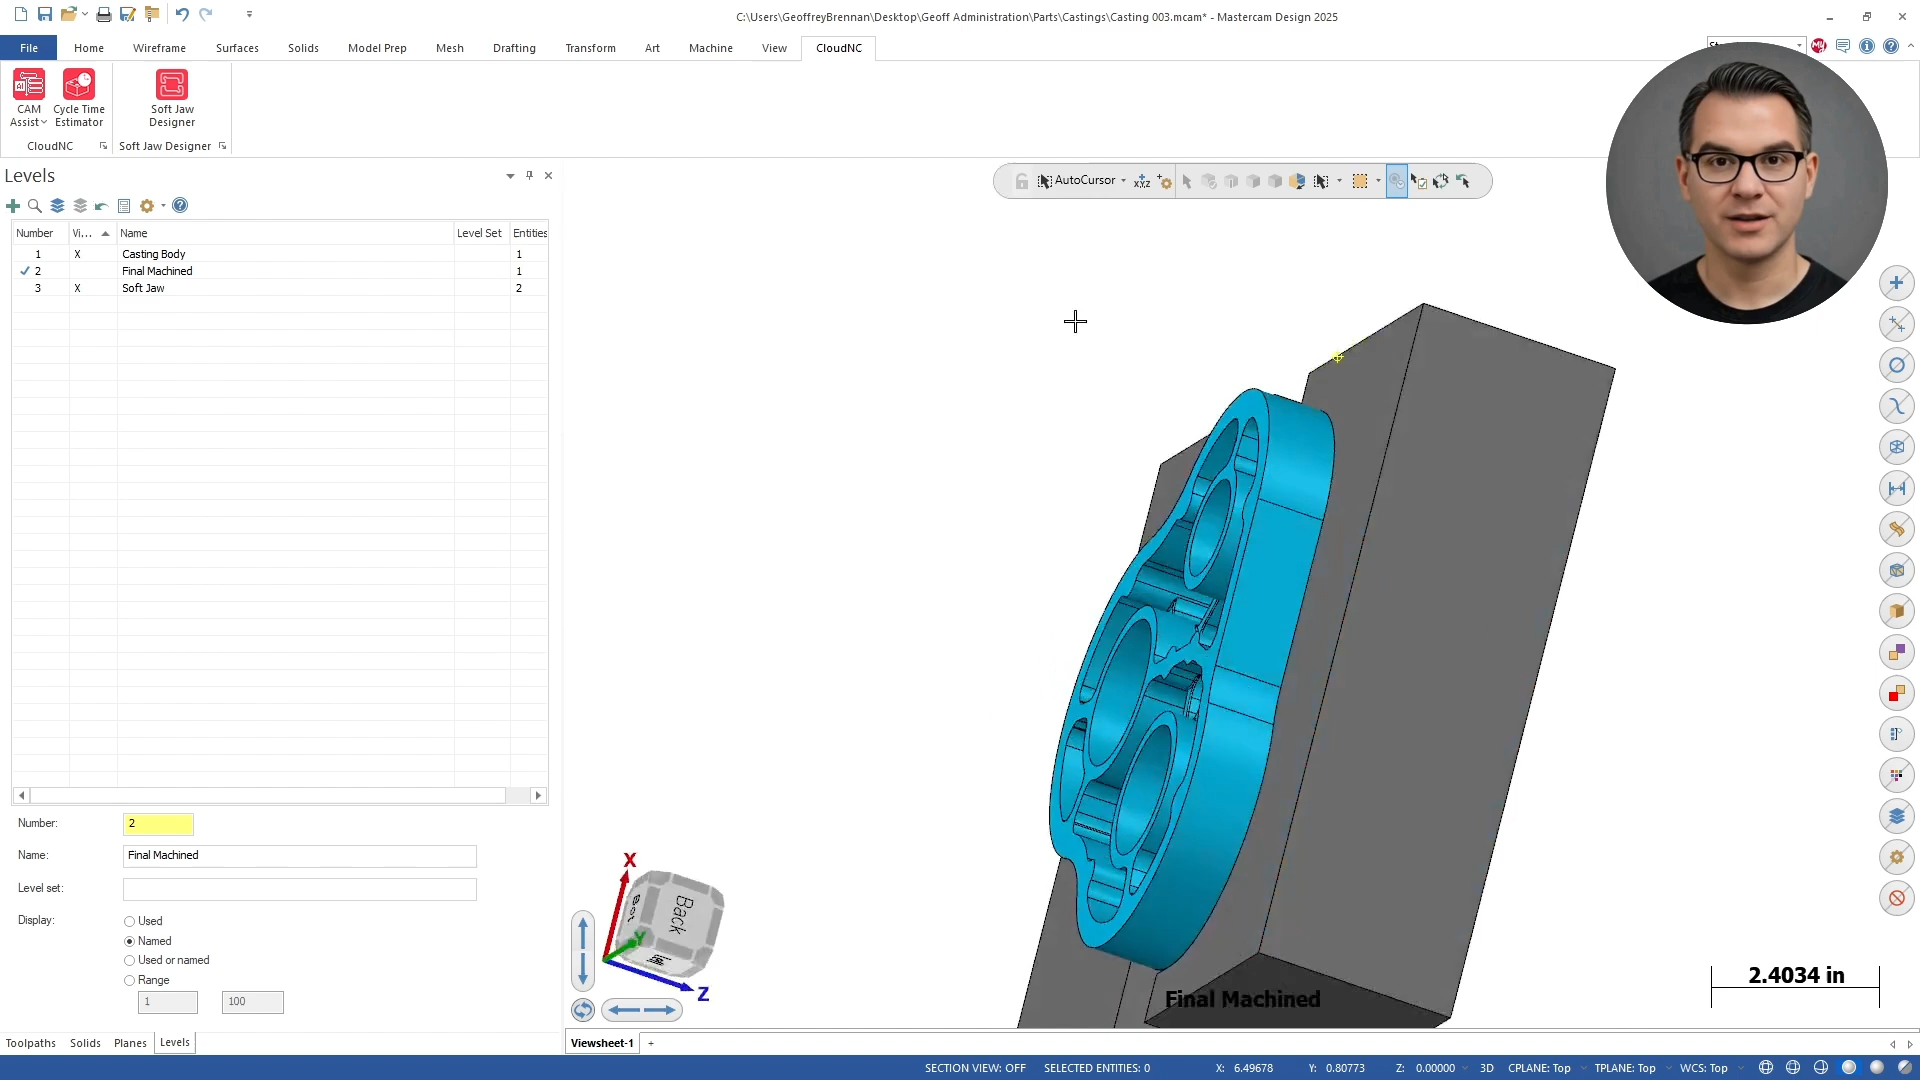 C:\Users\GeoffreyBrennan\Desktop\Geoff Administration\Parts\Castings\Casting 003.mcam* - Mastercam Design 2025
File Home Wireframe Surfaces Solids Model Prep Mesh Drafting Transform Art Machine View CloudNC
CAM Assist
Cycle Time Estimator
Soft Jaw Designer
CloudNC
Soft Jaw Designer
Levels
AutoCursor
Number Vi... Name Level Set Entities
1 X Casting Body 1
2 Final Machined 1
3 X Soft Jaw 2
Number: 2
Name: Final Machined
Level set:
Display: Used
Named
Used or named
Range
1 100
X
Y
Z
Back
Bot
Final Machined
2.4034 in
Toolpaths Solids Planes Levels
Viewsheet-1 +
SECTION VIEW: OFF SELECTED ENTITIES: 0 X: 6.49678 Y: 0.80773 Z: 0.00000 3D CPLANE: Top TPLANE: Top WCS: Top